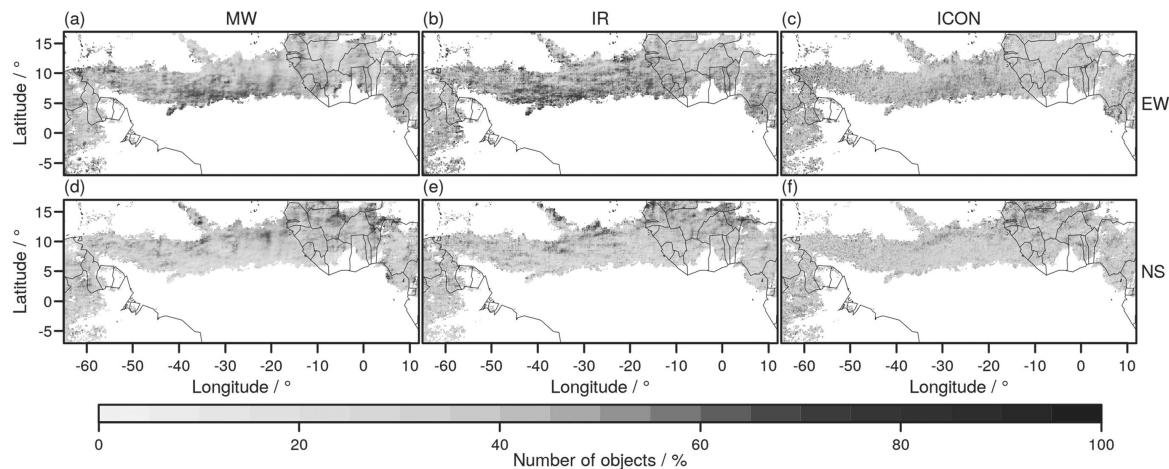 (a) MW (b) IR (c) ICON
15
10
5
0
-5
Latitude / °
EW
(d) (e) (f)
15
10
5
0
-5
Latitude / °
NS
-60 -50 -40 -30 -20 -10 0 10 -60 -50 -40 -30 -20 -10 0 10 -60 -50 -40 -30 -20 -10 0 10
Longitude / ° Longitude / ° Longitude / °
0 20 40 60 80 100
Number of objects / %